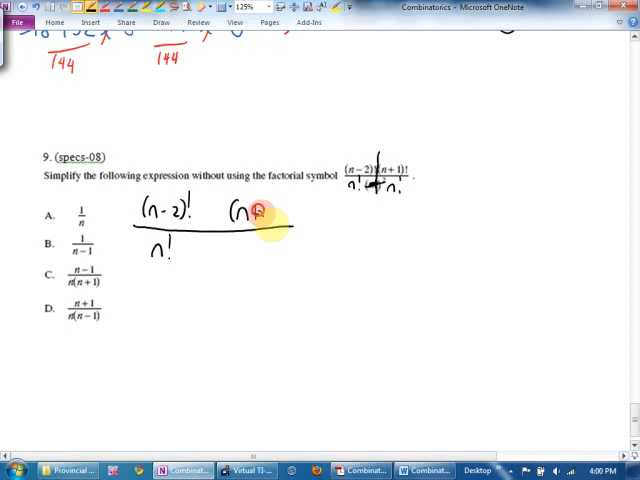 Combinatorics - Microsoft OneNote
125%
File Home Insert Share Draw Review View Add-Ins
144 144
9. (specs-08)
Simplify the following expression without using the factorial symbol (n − 2)!(n + 1)! / n! n! .
A. 1/n
(n-2)! (n+
B. 1/(n − 1)
n!
C. (n − 1)/(n(n + 1))
D. (n + 1)/(n(n − 1))
Provincial Combinat... Virtual TI-... Combinat... Combinat... Desktop 4:00 PM